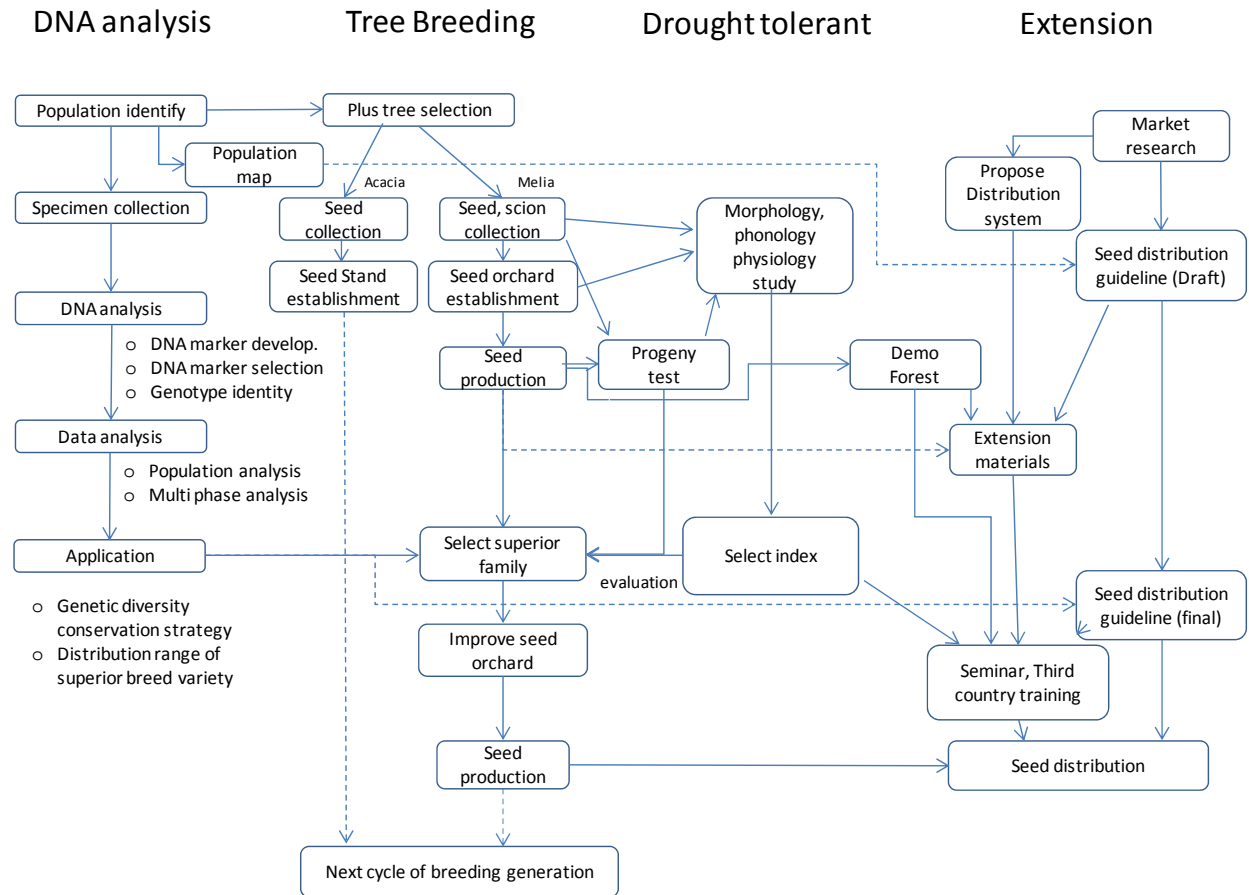 DNA analysis
Tree Breeding
Drought tolerant
Extension
Population identify
Plus tree selection
Market
research
Population
map
Propose
Distribution
system
Acacia
Melia
Specimen collection
Seed
collection
Seed, scion
collection
Morphology,
phonology
physiology
study
Seed distribution
guideline (Draft)
Seed Stand
establishment
Seed orchard
establishment
DNA analysis
o DNA marker develop.
o DNA marker selection
o Genotype identity
Seed
production
Progeny
test
Demo
Forest
Data analysis
o Population analysis
o Multi phase analysis
Extension
materials
Application
Select superior
family
evaluation
Select index
o Genetic diversity
conservation strategy
o Distribution range of
superior breed variety
Seed distribution
guideline (final)
Improve seed
orchard
Seminar, Third
country training
Seed
production
Seed distribution
Next cycle of breeding generation